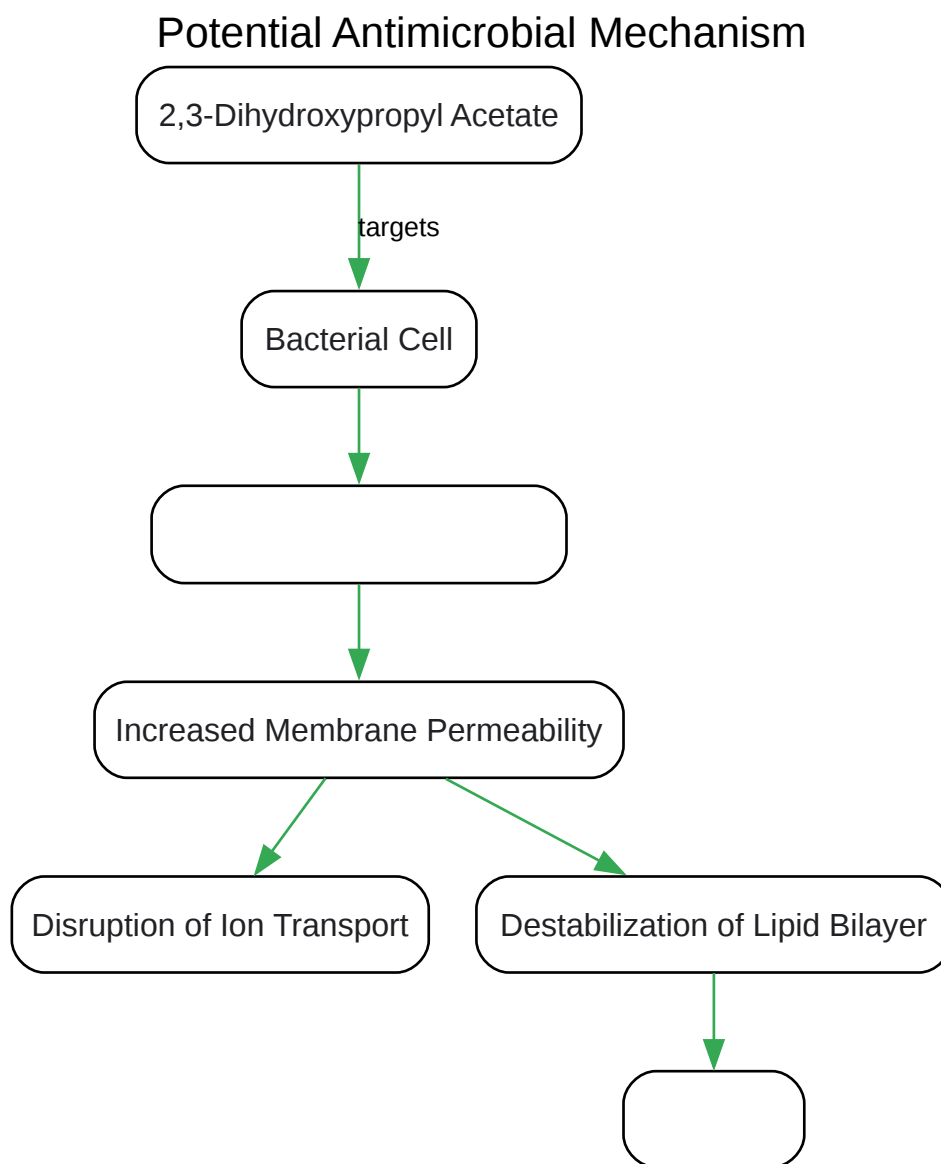 Potential Antimicrobial Mechanism
2,3-Dihydroxypropyl Acetate
targets
Bacterial Cell
Increased Membrane Permeability
Disruption of Ion Transport
Destabilization of Lipid Bilayer